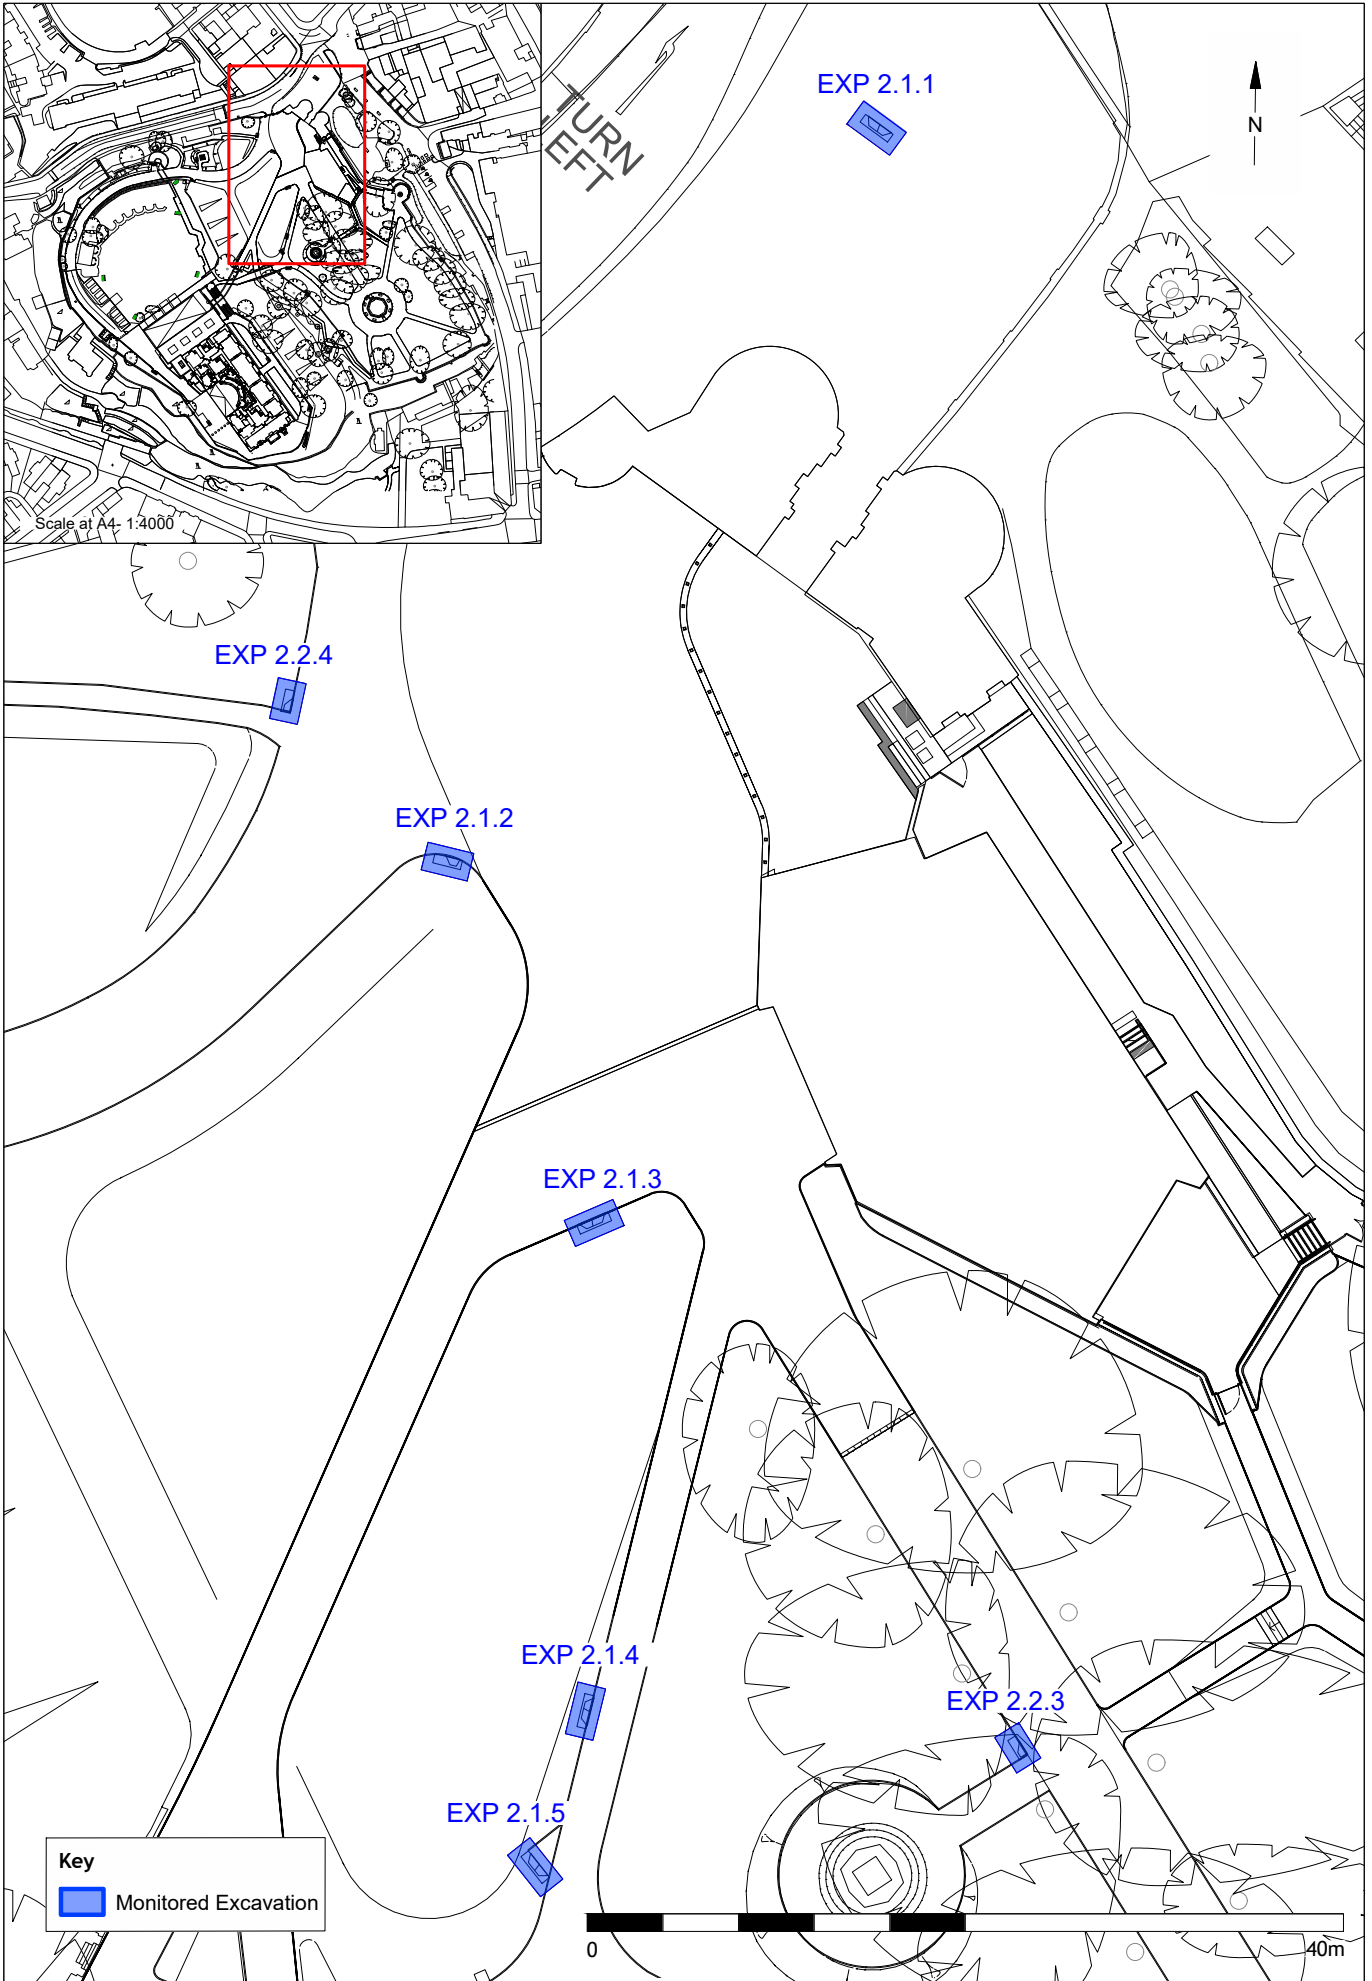 EXP 2.1.1
TURN
LEFT
N
Scale at A4- 1:4000
EXP 2.2.4
EXP 2.1.2
EXP 2.1.3
EXP 2.1.4
EXP 2.2.3
EXP 2.1.5
Key
Monitored Excavation
0
40m